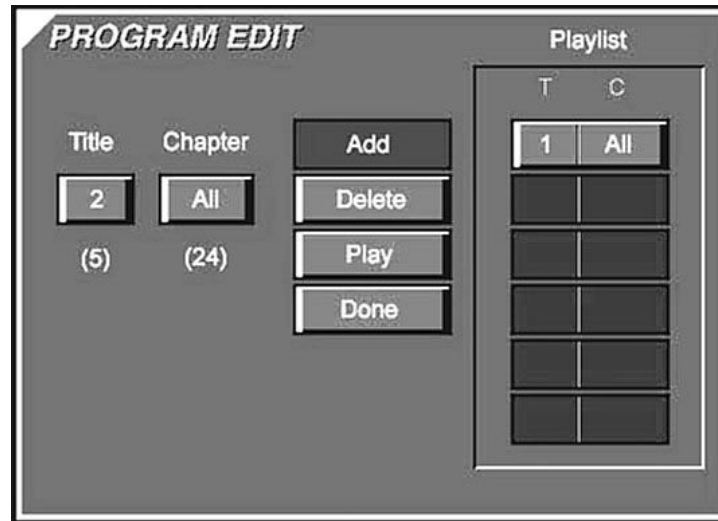 PROGRAM EDIT
Playlist
T C
Title Chapter Add 1 All
2 All Delete
(5) (24) Play
Done